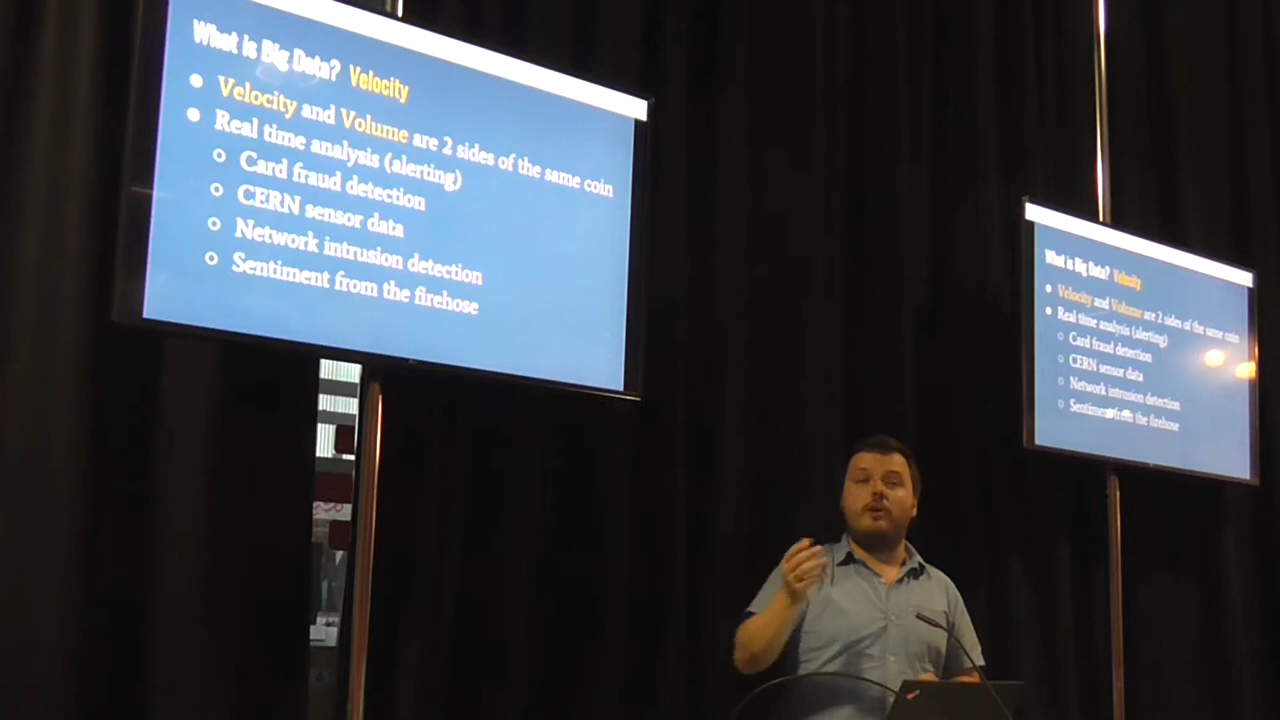 What is Big Data? Velocity
Velocity and Volume are 2 sides of the same coin
Real time analysis (alerting)
Card fraud detection
CERN sensor data
Network intrusion detection
Sentiment from the firehose
What is Big Data? Velocity
Velocity and Volume are 2 sides of the same coin
Real time analysis (alerting)
Card fraud detection
CERN sensor data
Network intrusion detection
Sentiment from the firehose